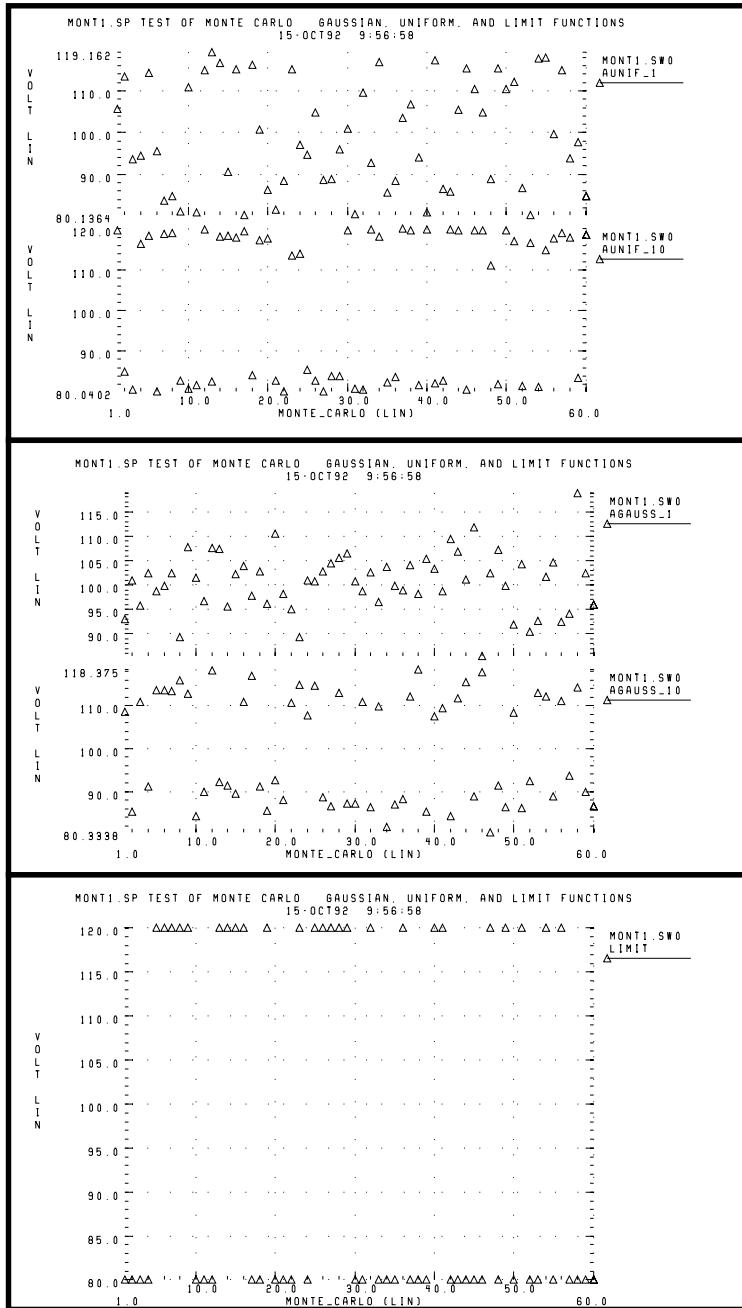 MONT1.SP TEST OF MONTE CARLO   GAUSSIAN, UNIFORM, AND LIMIT FUNCTIONS
15-OCT92  9:56:58
119.162
110.0
100.0
90.0
80.1364
VOLT LIN
MONT1.SW0
AUNIF_1
120.0
110.0
100.0
90.0
80.0402
VOLT LIN
MONT1.SW0
AUNIF_10
1.0 10.0 20.0 30.0 40.0 50.0 60.0
MONTE_CARLO (LIN)
MONT1.SP TEST OF MONTE CARLO   GAUSSIAN, UNIFORM, AND LIMIT FUNCTIONS
15-OCT92  9:56:58
115.0
110.0
105.0
100.0
95.0
90.0
VOLT LIN
MONT1.SW0
AGAUSS_1
118.375
110.0
100.0
90.0
80.3338
VOLT LIN
MONT1.SW0
AGAUSS_10
1.0 10.0 20.0 30.0 40.0 50.0 60.0
MONTE_CARLO (LIN)
MONT1.SP TEST OF MONTE CARLO   GAUSSIAN, UNIFORM, AND LIMIT FUNCTIONS
15-OCT92  9:56:58
120.0
115.0
110.0
105.0
100.0
95.0
90.0
85.0
80.0
VOLT LIN
MONT1.SW0
LIMIT
1.0 10.0 20.0 30.0 40.0 50.0 60.0
MONTE_CARLO (LIN)